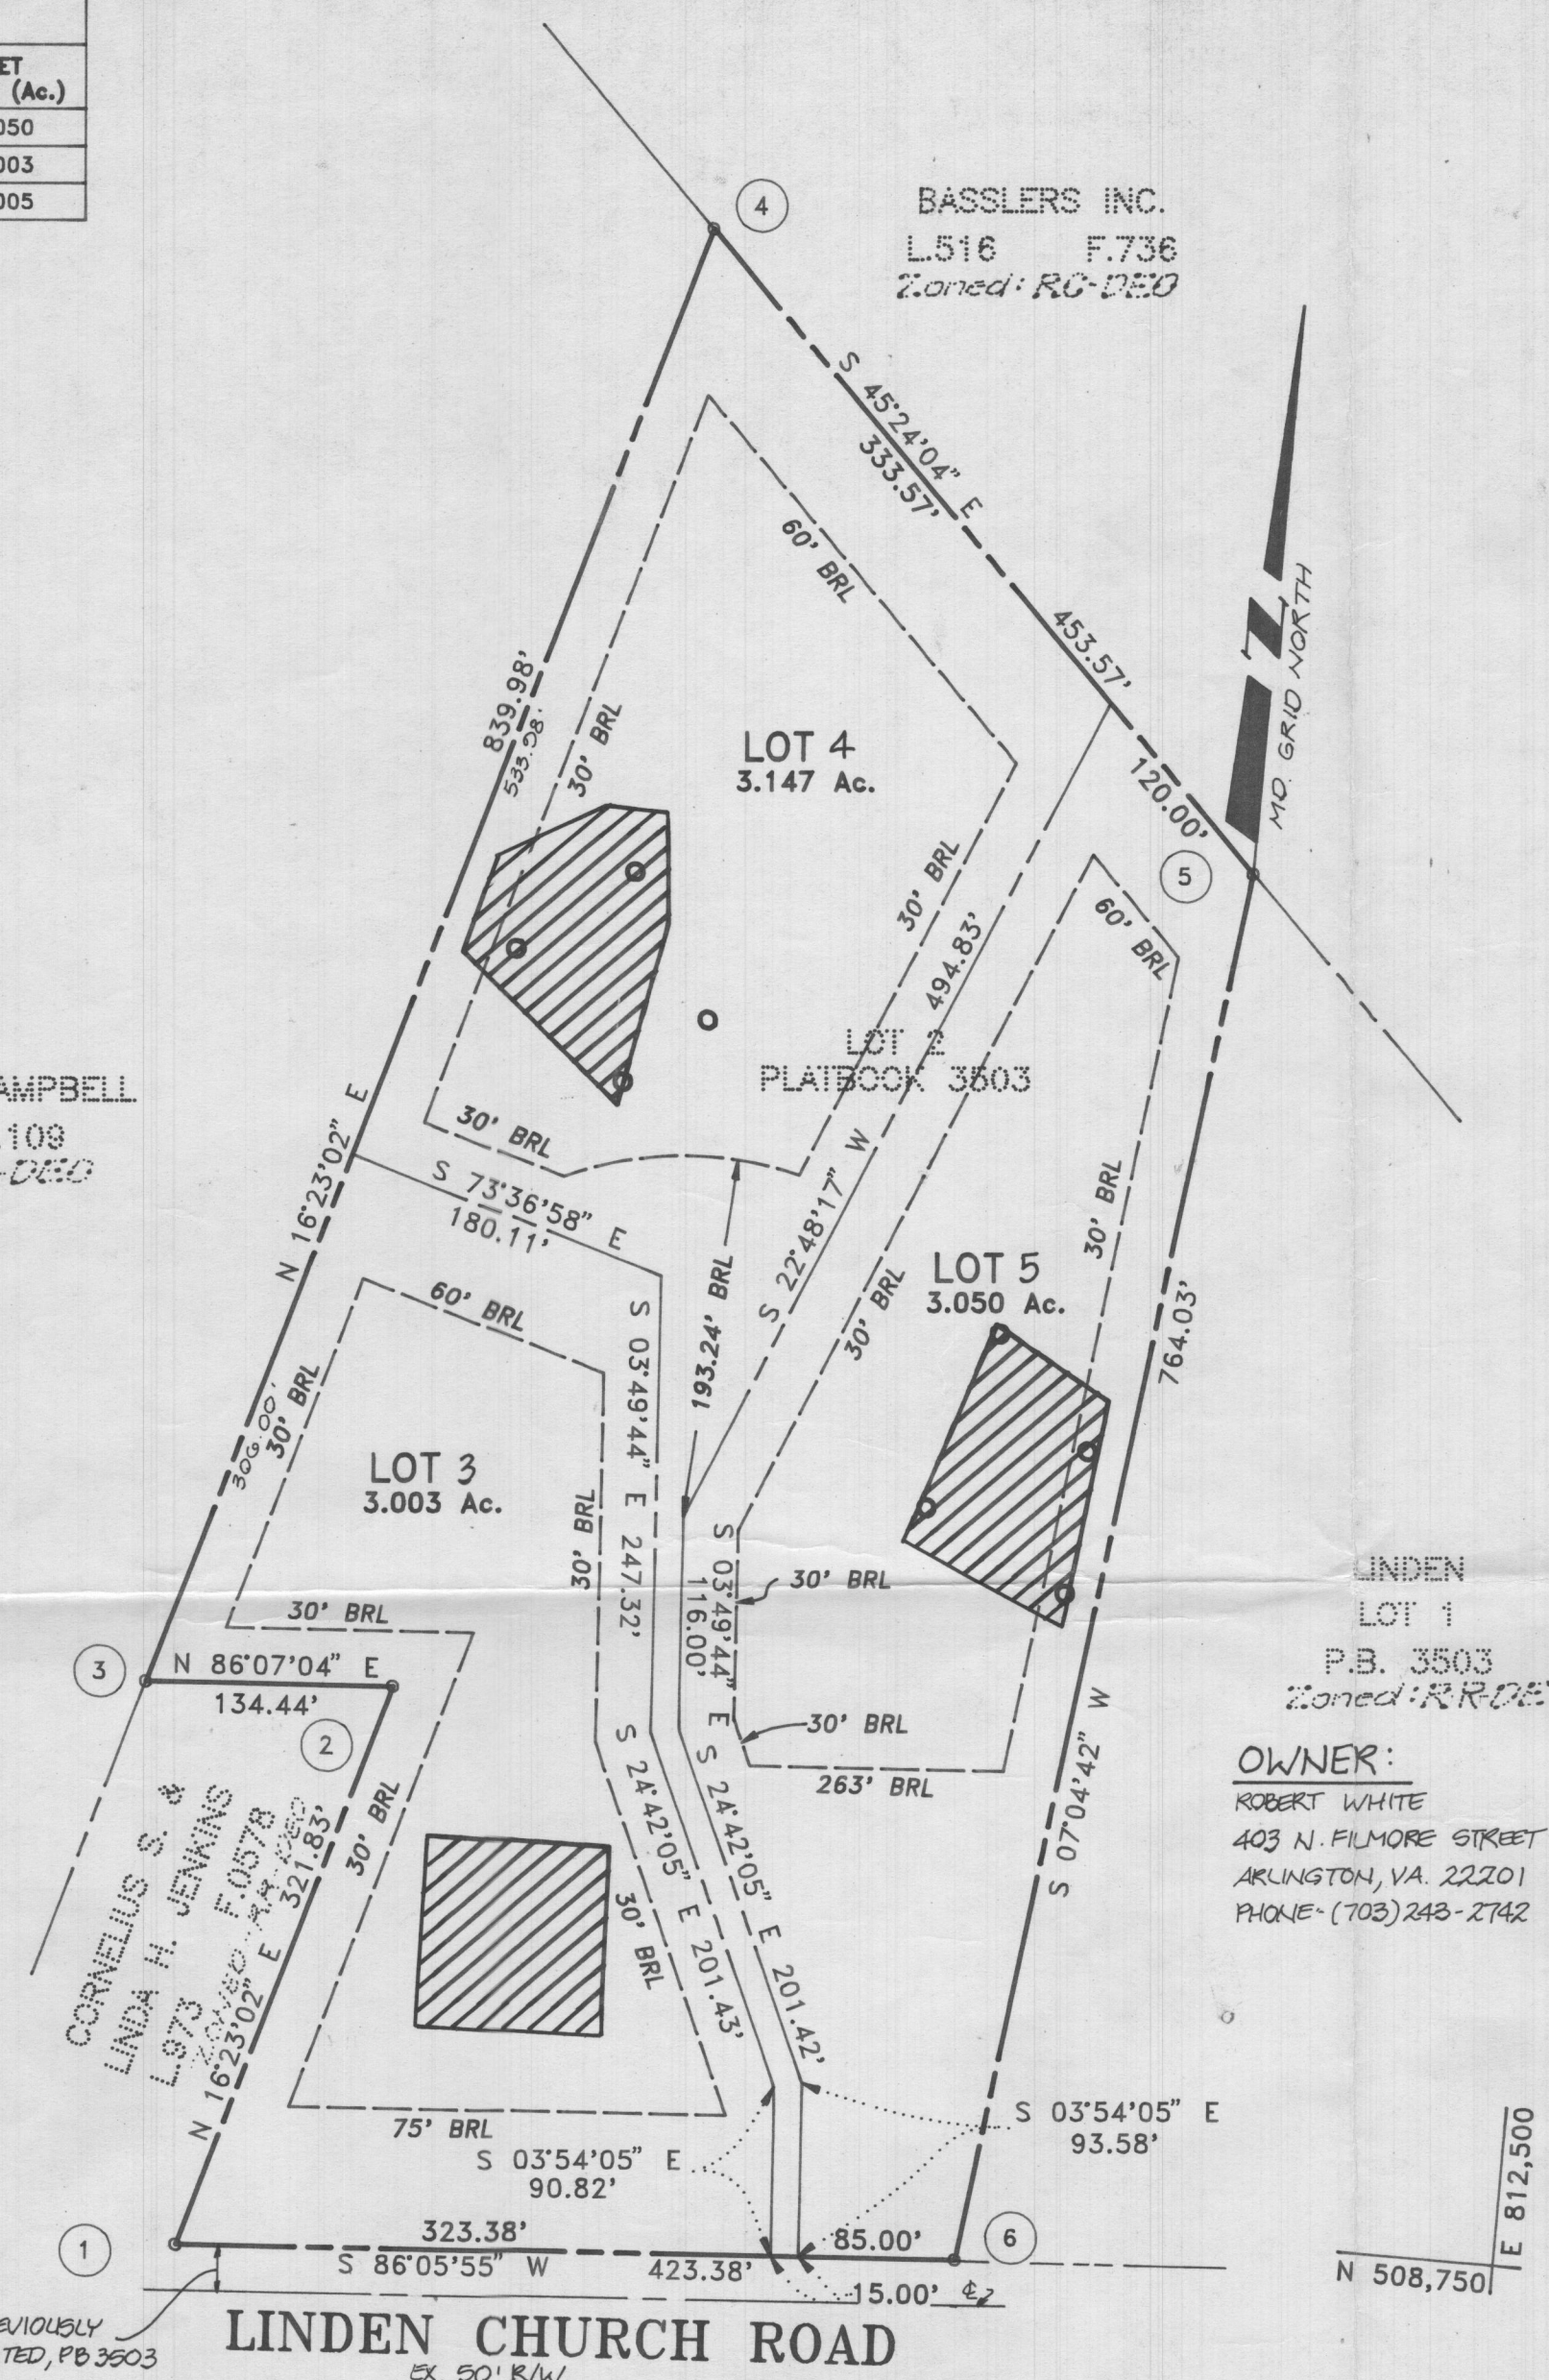 ET
(Ac.)
050
003
005
4
BASSLERS INC.
L.516 F.736
Zoned: RC-DEO
S 45°24'04" E
333.57'
60' BRL
453.57'
MD. GRID NORTH
839.98'
533.98'
30' BRL
LOT 4
3.147 Ac.
120.00'
5
30' BRL
60' BRL
494.83'
LOT 2
PLATBOOK 3503
AMPBELL
.109
-DEO
N 16°23'02" E
30' BRL
S 73°36'58" E
180.11'
S 22°48'17" W
30' BRL
193.24' BRL
LOT 5
3.050 Ac.
60' BRL
30' BRL
764.03'
S 03°49'44" E 247.32'
306.00'
30' BRL
LOT 3
3.003 Ac.
30' BRL
S 03°49'44" E
116.00'
30' BRL
LINDEN
LOT 1
P.B. 3503
Zoned: RR-DE
30' BRL
3
N 86°07'04" E
134.44'
2
30' BRL
263' BRL
S 07°04'42" W
OWNER:
ROBERT WHITE
403 N. FILMORE STREET
ARLINGTON, VA. 22201
PHONE-(703)243-2742
CORNELIUS S. &
LINDA H. JENKINS
L.973 F.0578
ZONED-RR-DEO
321.83'
N 16°23'02" E
30' BRL
S 24°42'05" E 201.43'
30' BRL
S 24°42'05" E 201.42'
75' BRL
S 03°54'05" E
90.82'
S 03°54'05" E
93.58'
1
323.38'
S 86°05'55" W 423.38'
85.00'
6
15.00' ℄
E 812,500
N 508,750
EVIOUSLY
TED, PB 3503
LINDEN CHURCH ROAD
EX. 50' R/W